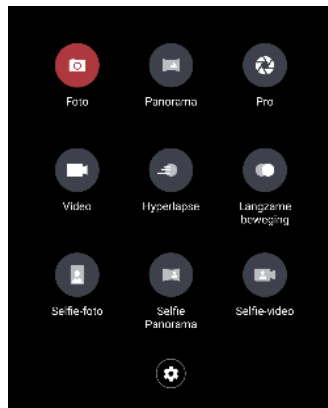 Foto Panorama Pro
Video Hyperlapse Langzame
beweging
Selfie-foto Selfie Selfie-video
Panorama